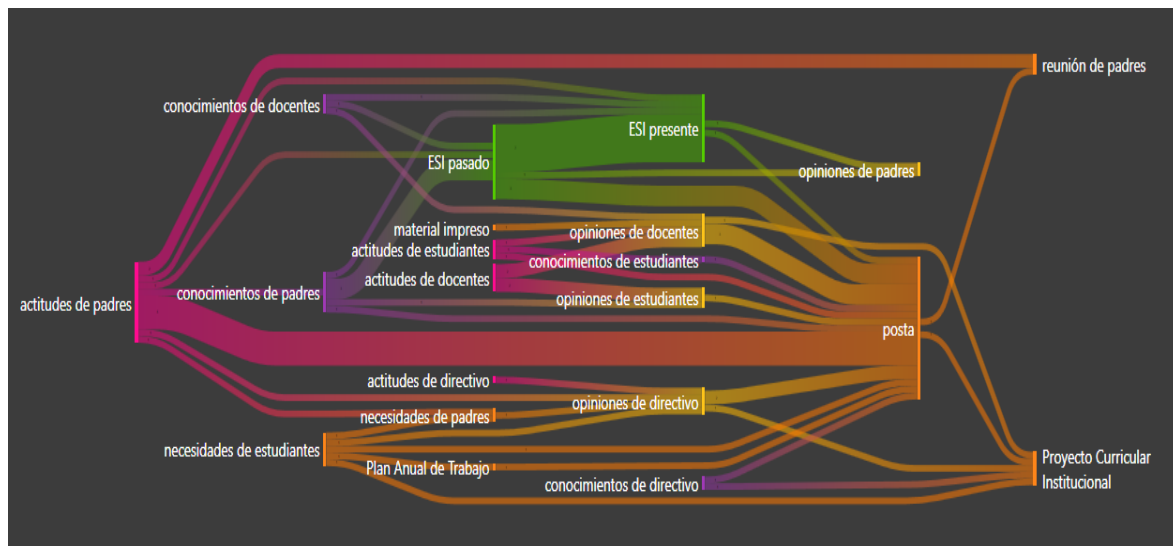 reunión de padres
conocimientos de docentes
ESI presente
ESI pasado
opiniones de padres
material impreso
opiniones de docentes
actitudes de estudiantes
conocimientos de estudiantes
actitudes de docentes
conocimientos de padres
opiniones de estudiantes
actitudes de padres
posta
actitudes de directivo
opiniones de directivo
necesidades de padres
necesidades de estudiantes
Plan Anual de Trabajo
conocimientos de directivo
Proyecto Curricular
Institucional